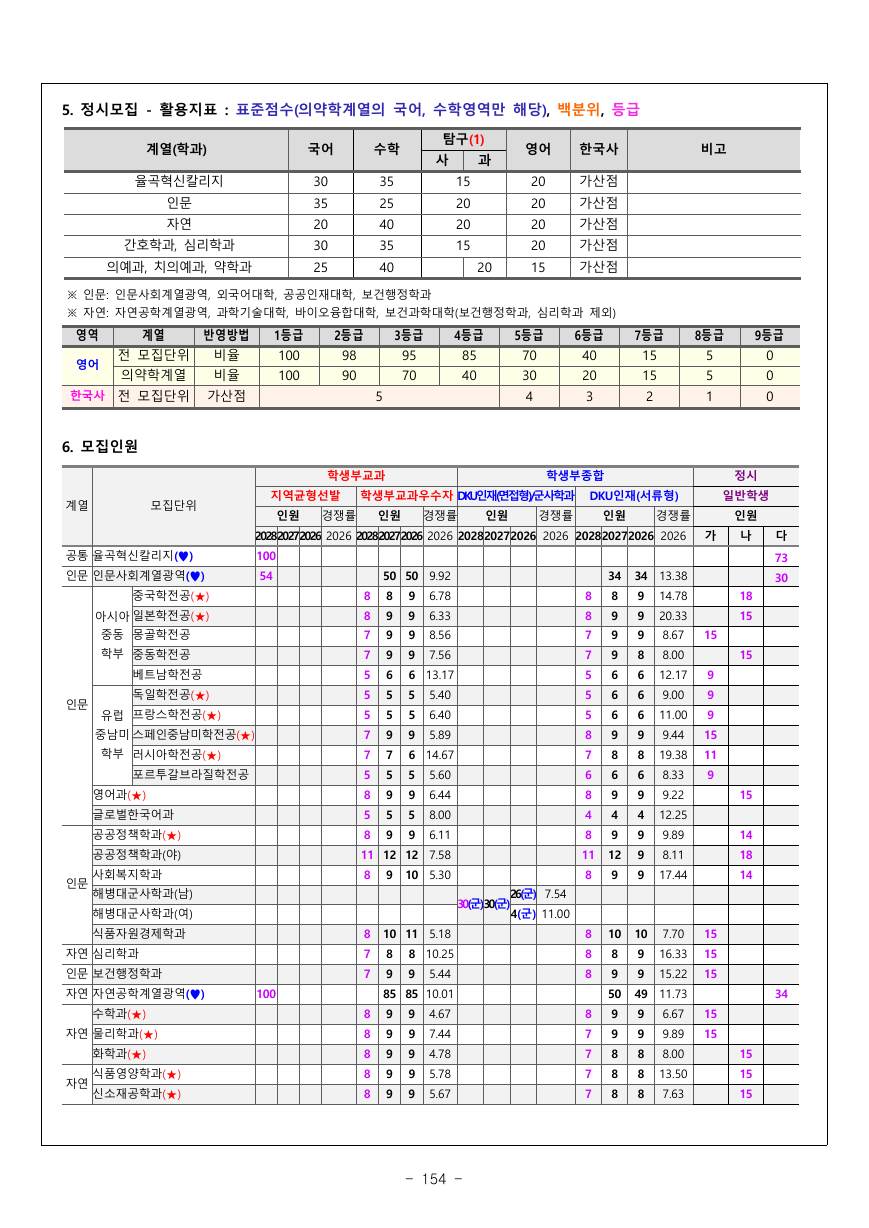 5. 정시모집 - 활용지표 : 표준점수(의약학계열의 국어, 수학영역만 해당), 백분위, 등급
계열(학과) 국어 수학 탐구(1) 영어 한국사 비고
사 과
율곡혁신칼리지 30 35 15 20 가산점
인문 35 25 20 20 가산점
자연 20 40 20 20 가산점
간호학과, 심리학과 30 35 15 20 가산점
의예과, 치의예과, 약학과 25 40 20 15 가산점
※ 인문: 인문사회계열광역, 외국어대학, 공공인재대학, 보건행정학과
※ 자연: 자연공학계열광역, 과학기술대학, 바이오융합대학, 보건과학대학(보건행정학과, 심리학과 제외)
영역 계열 반영방법 1등급 2등급 3등급 4등급 5등급 6등급 7등급 8등급 9등급
영어 전 모집단위 비율 100 98 95 85 70 40 15 5 0
의약학계열 비율 100 90 70 40 30 20 15 5 0
한국사 전 모집단위 가산점 5 4 3 2 1 0
6. 모집인원
계열 모집단위 학생부교과 학생부종합 정시
지역균형선발 학생부교과우수자 DKU인재(면접형)/군사학과 DKU인재(서류형) 일반학생
인원 경쟁률 인원 경쟁률 인원 경쟁률 인원 경쟁률 인원
2028 2027 2026 2026 2028 2027 2026 2026 2028 2027 2026 2026 2028 2027 2026 2026 가 나 다
공통 율곡혁신칼리지(♥) 100 73
인문 인문사회계열광역(♥) 54 50 50 9.92 34 34 13.38 30
인문 아시아중동학부 중국학전공(★) 8 8 9 6.78 8 8 9 14.78 18
일본학전공(★) 8 9 9 6.33 8 9 9 20.33 15
몽골학전공 7 9 9 8.56 7 9 9 8.67 15
중동학전공 7 9 9 7.56 7 9 8 8.00 15
베트남학전공 5 6 6 13.17 5 6 6 12.17 9
유럽중남미학부 독일학전공(★) 5 5 5 5.40 5 6 6 9.00 9
프랑스학전공(★) 5 5 5 6.40 5 6 6 11.00 9
스페인중남미학전공(★) 7 9 9 5.89 8 9 9 9.44 15
러시아학전공(★) 7 7 6 14.67 7 8 8 19.38 11
포르투갈브라질학전공 5 5 5 5.60 6 6 6 8.33 9
영어과(★) 8 9 9 6.44 8 9 9 9.22 15
글로벌한국어과 5 5 5 8.00 4 4 4 12.25
인문 공공정책학과(★) 8 9 9 6.11 8 9 9 9.89 14
공공정책학과(야) 11 12 12 7.58 11 12 9 8.11 18
사회복지학과 8 9 10 5.30 8 9 9 17.44 14
해병대군사학과(남) 30(군) 30(군) 26(군) 7.54
해병대군사학과(여) 4(군) 11.00
식품자원경제학과 8 10 11 5.18 8 10 10 7.70 15
자연 심리학과 7 8 8 10.25 8 8 9 16.33 15
인문 보건행정학과 7 9 9 5.44 8 9 9 15.22 15
자연 자연공학계열광역(♥) 100 85 85 10.01 50 49 11.73 34
자연 수학과(★) 8 9 9 4.67 8 9 9 6.67 15
물리학과(★) 8 9 9 7.44 7 9 9 9.89 15
화학과(★) 8 9 9 4.78 7 8 8 8.00 15
자연 식품영양학과(★) 8 9 9 5.78 7 8 8 13.50 15
신소재공학과(★) 8 9 9 5.67 7 8 8 7.63 15
- 154 -